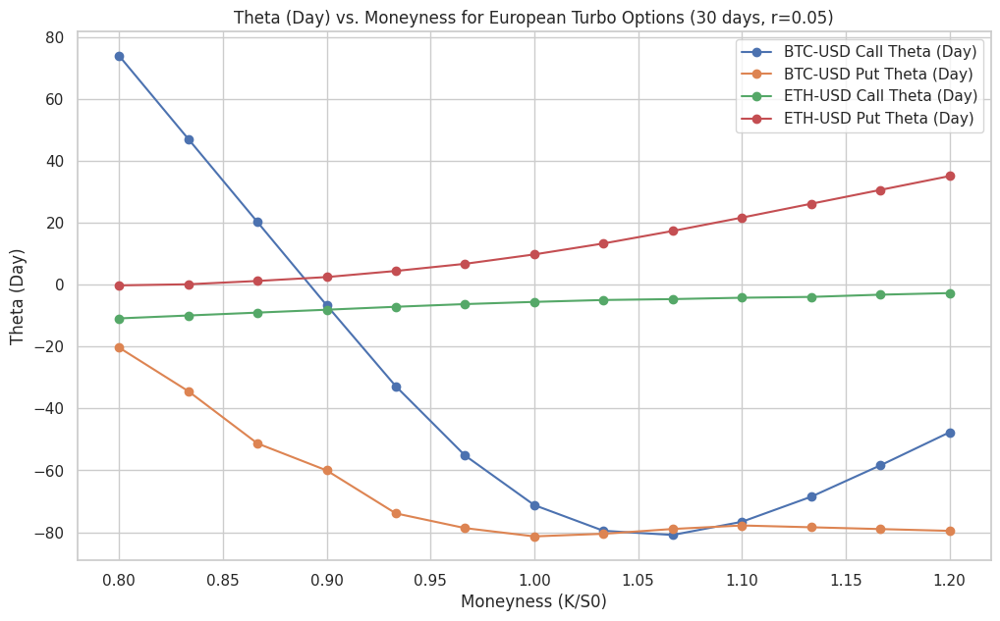 Theta (Day) vs. Moneyness for European Turbo Options (30 days, r=0.05)
BTC-USD Call Theta (Day)
BTC-USD Put Theta (Day)
ETH-USD Call Theta (Day)
ETH-USD Put Theta (Day)
Theta (Day)
80
60
40
20
0
−20
−40
−60
−80
0.80 0.85 0.90 0.95 1.00 1.05 1.10 1.15 1.20
Moneyness (K/S0)